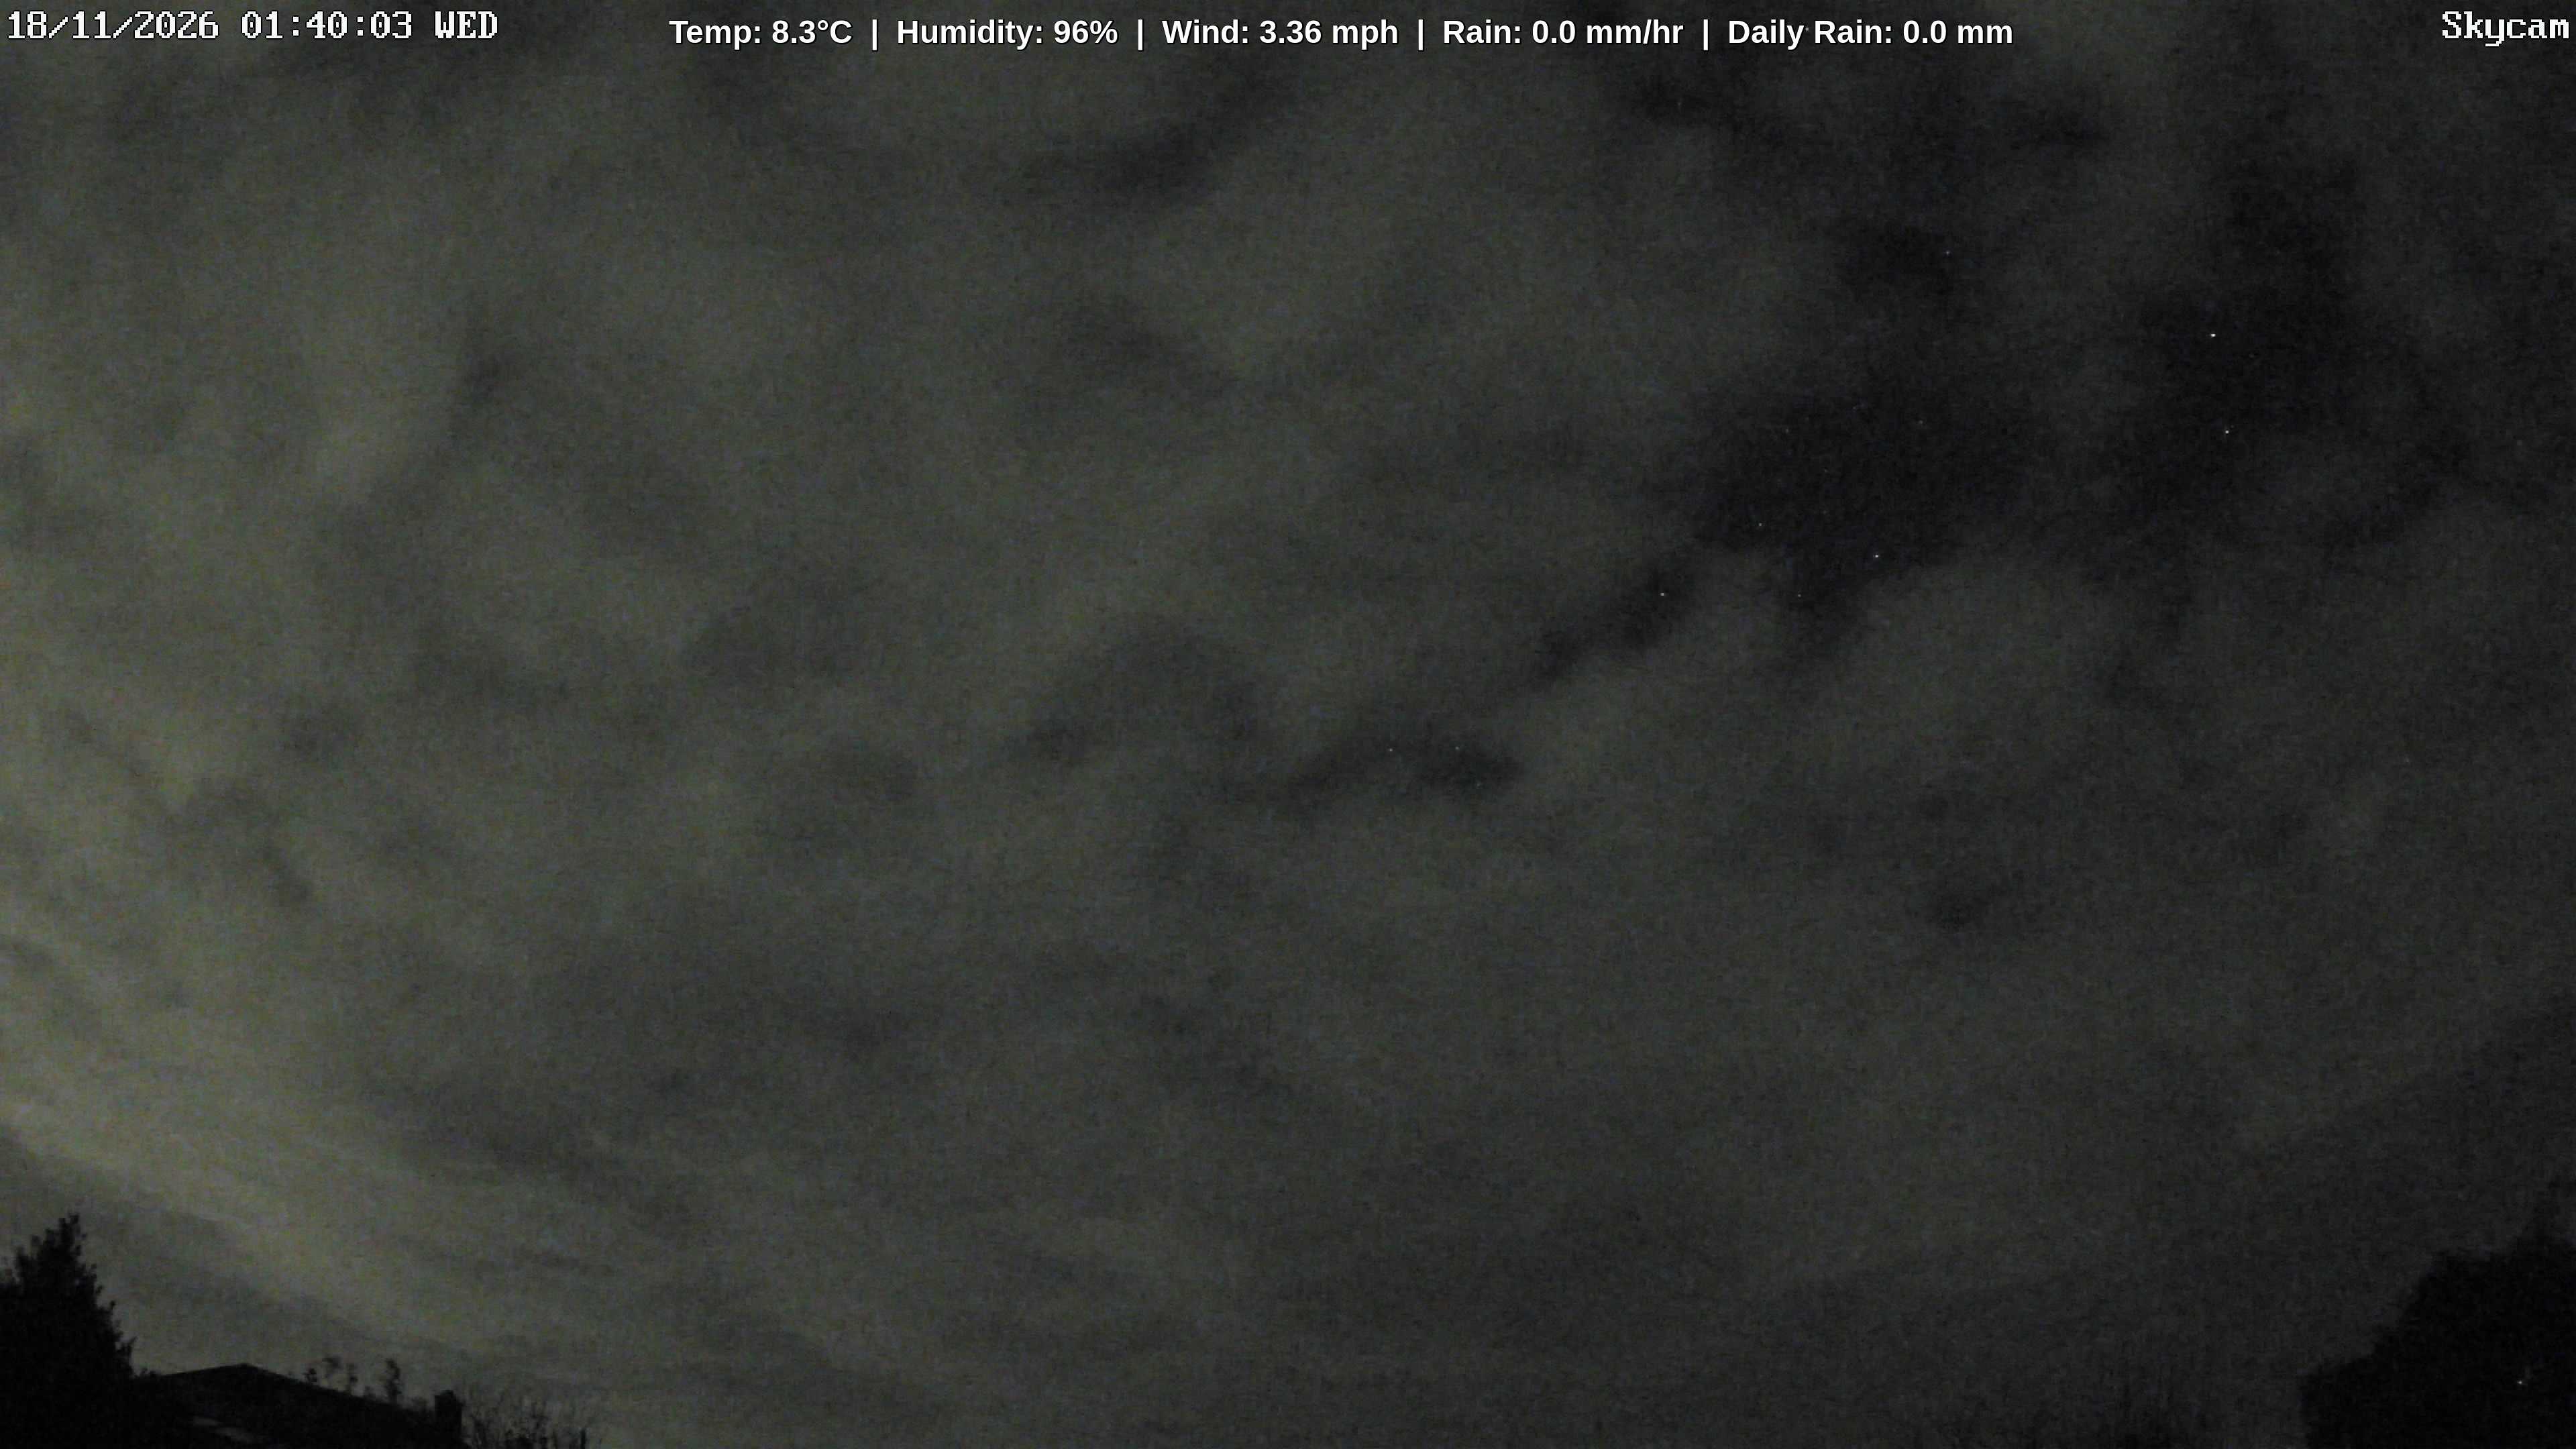 18/11/2026 01:40:03 WED
Temp: 8.3°C | Humidity: 96% | Wind: 3.36 mph | Rain: 0.0 mm/hr | Daily Rain: 0.0 mm
Skycam